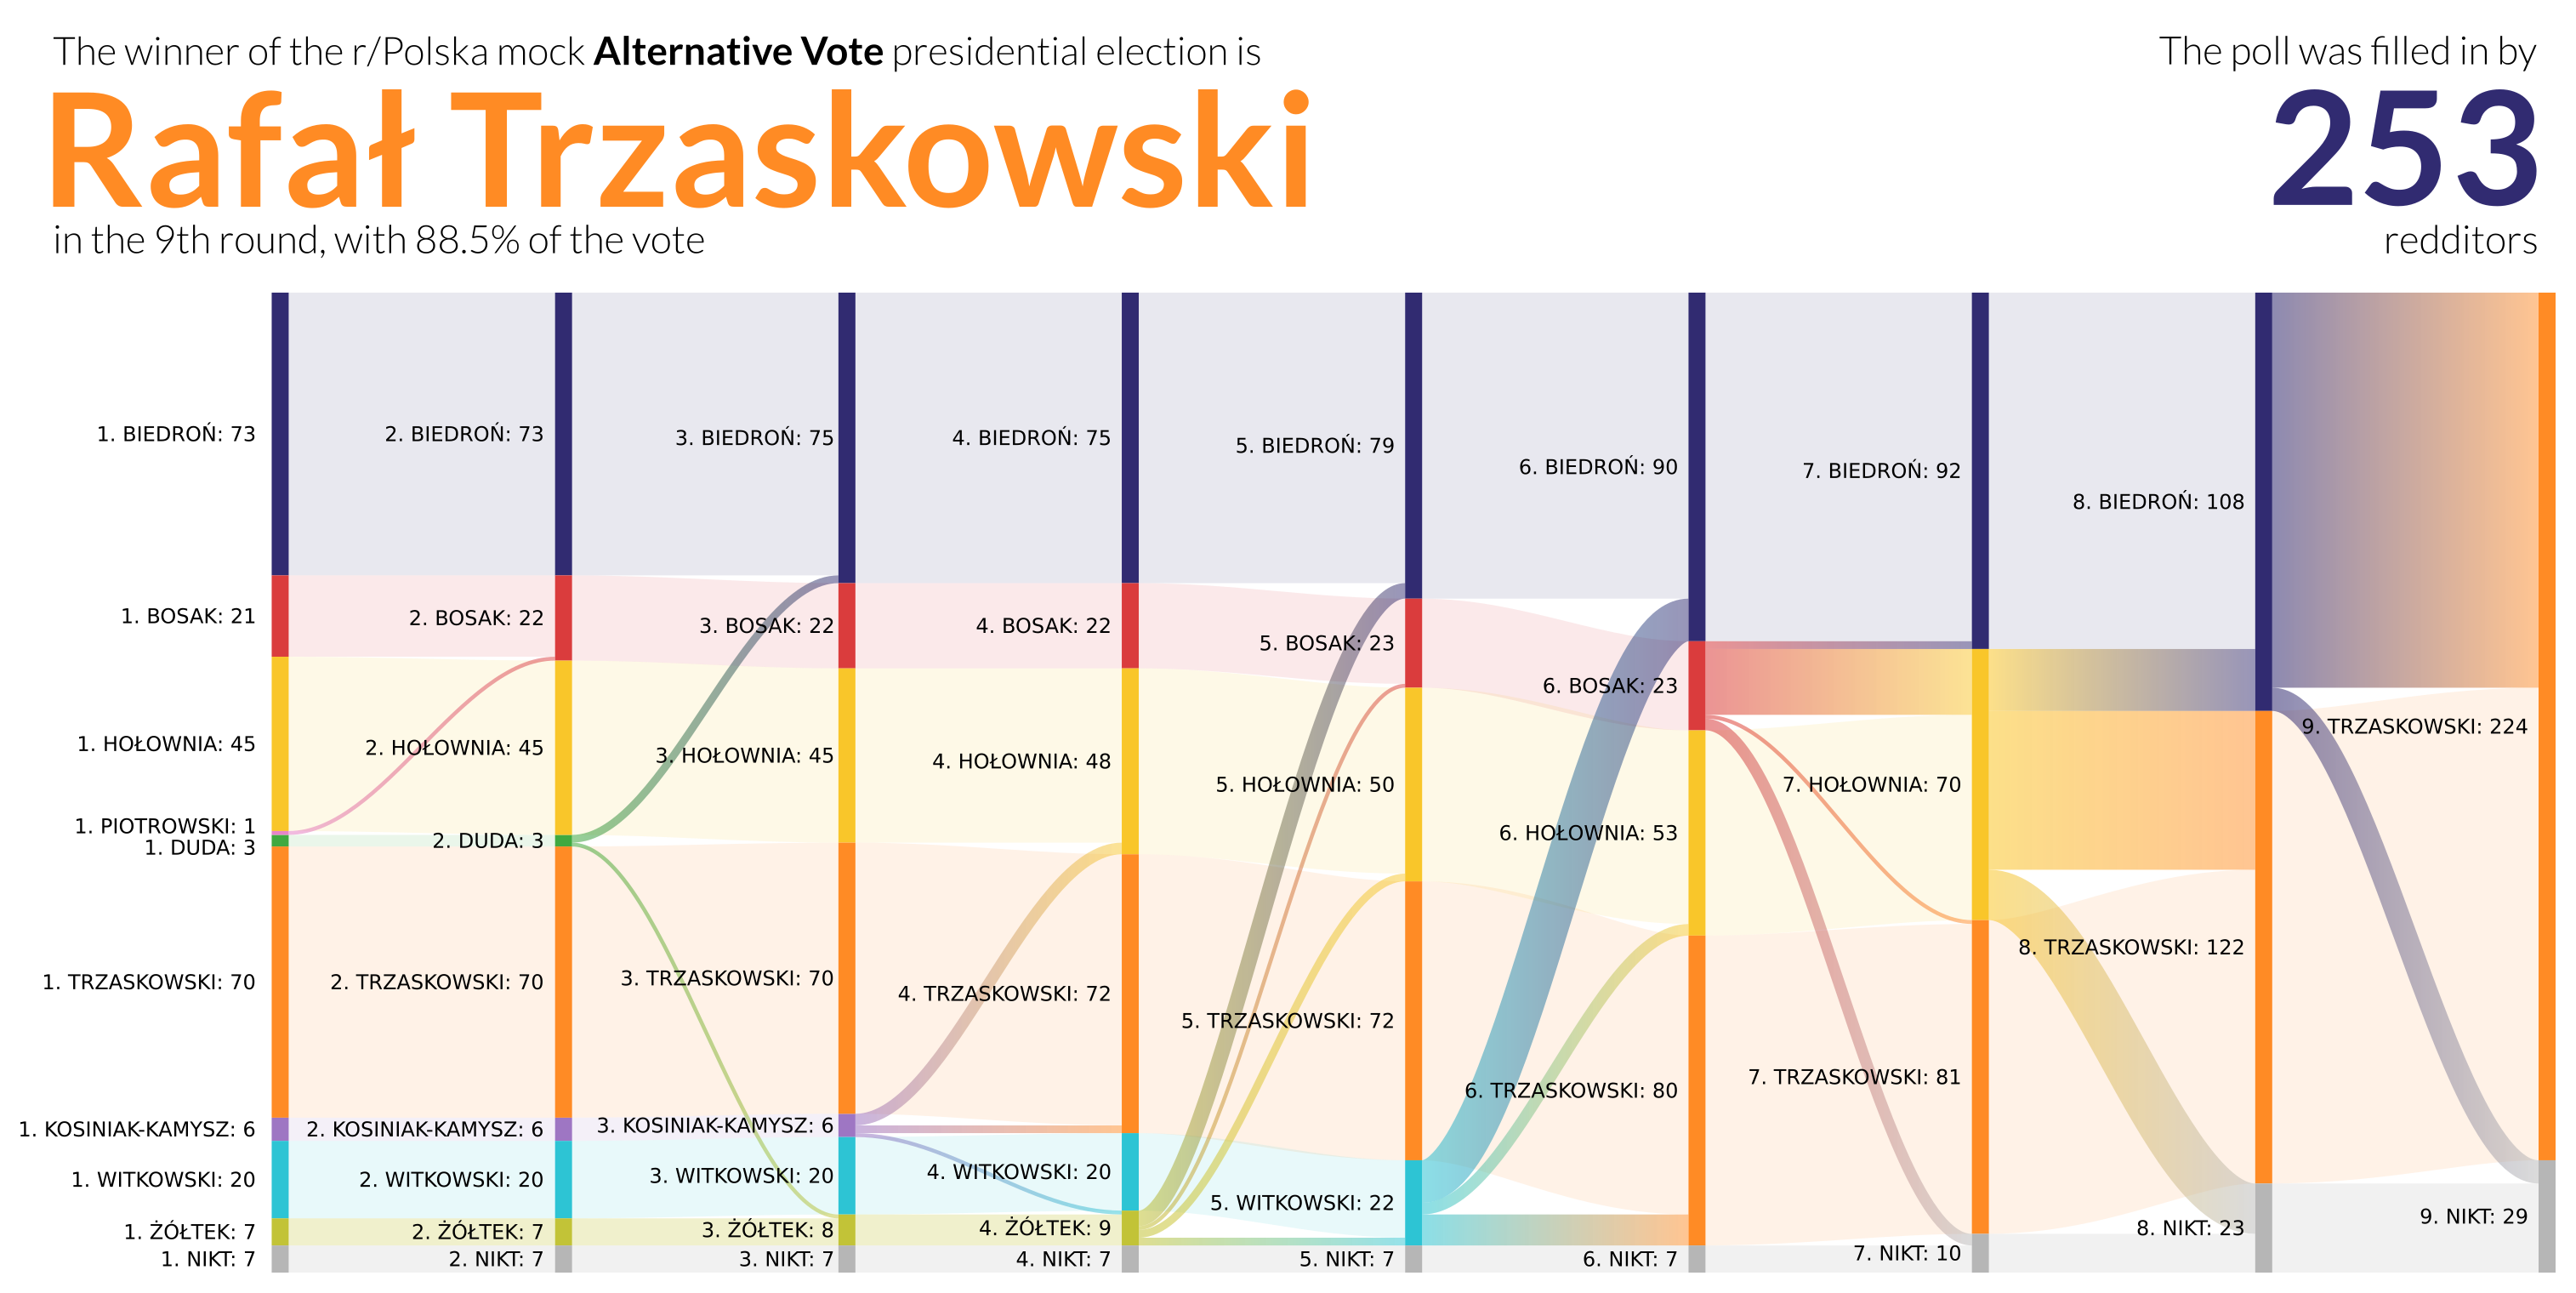 The winner of the r/Polska mock Alternative Vote presidential election is
Rafał Trzaskowski
in the 9th round, with 88.5% of the vote
The poll was filled in by
253
redditors
1. BIEDROŃ: 73
1. BOSAK: 21
1. HOŁOWNIA: 45
1. PIOTROWSKI: 1
1. DUDA: 3
1. TRZASKOWSKI: 70
1. KOSINIAK-KAMYSZ: 6
1. WITKOWSKI: 20
1. ŻÓŁTEK: 7
1. NIKT: 7
2. BIEDROŃ: 73
2. BOSAK: 22
2. HOŁOWNIA: 45
2. DUDA: 3
2. TRZASKOWSKI: 70
2. KOSINIAK-KAMYSZ: 6
2. WITKOWSKI: 20
2. ŻÓŁTEK: 7
2. NIKT: 7
3. BIEDROŃ: 75
3. BOSAK: 22
3. HOŁOWNIA: 45
3. TRZASKOWSKI: 70
3. KOSINIAK-KAMYSZ: 6
3. WITKOWSKI: 20
3. ŻÓŁTEK: 8
3. NIKT: 7
4. BIEDROŃ: 75
4. BOSAK: 22
4. HOŁOWNIA: 48
4. TRZASKOWSKI: 72
4. WITKOWSKI: 20
4. ŻÓŁTEK: 9
4. NIKT: 7
5. BIEDROŃ: 79
5. BOSAK: 23
5. HOŁOWNIA: 50
5. TRZASKOWSKI: 72
5. WITKOWSKI: 22
5. NIKT: 7
6. BIEDROŃ: 90
6. BOSAK: 23
6. HOŁOWNIA: 53
6. TRZASKOWSKI: 80
6. NIKT: 7
7. BIEDROŃ: 92
7. HOŁOWNIA: 70
7. TRZASKOWSKI: 81
7. NIKT: 10
8. BIEDROŃ: 108
8. TRZASKOWSKI: 122
8. NIKT: 23
9. TRZASKOWSKI: 224
9. NIKT: 29